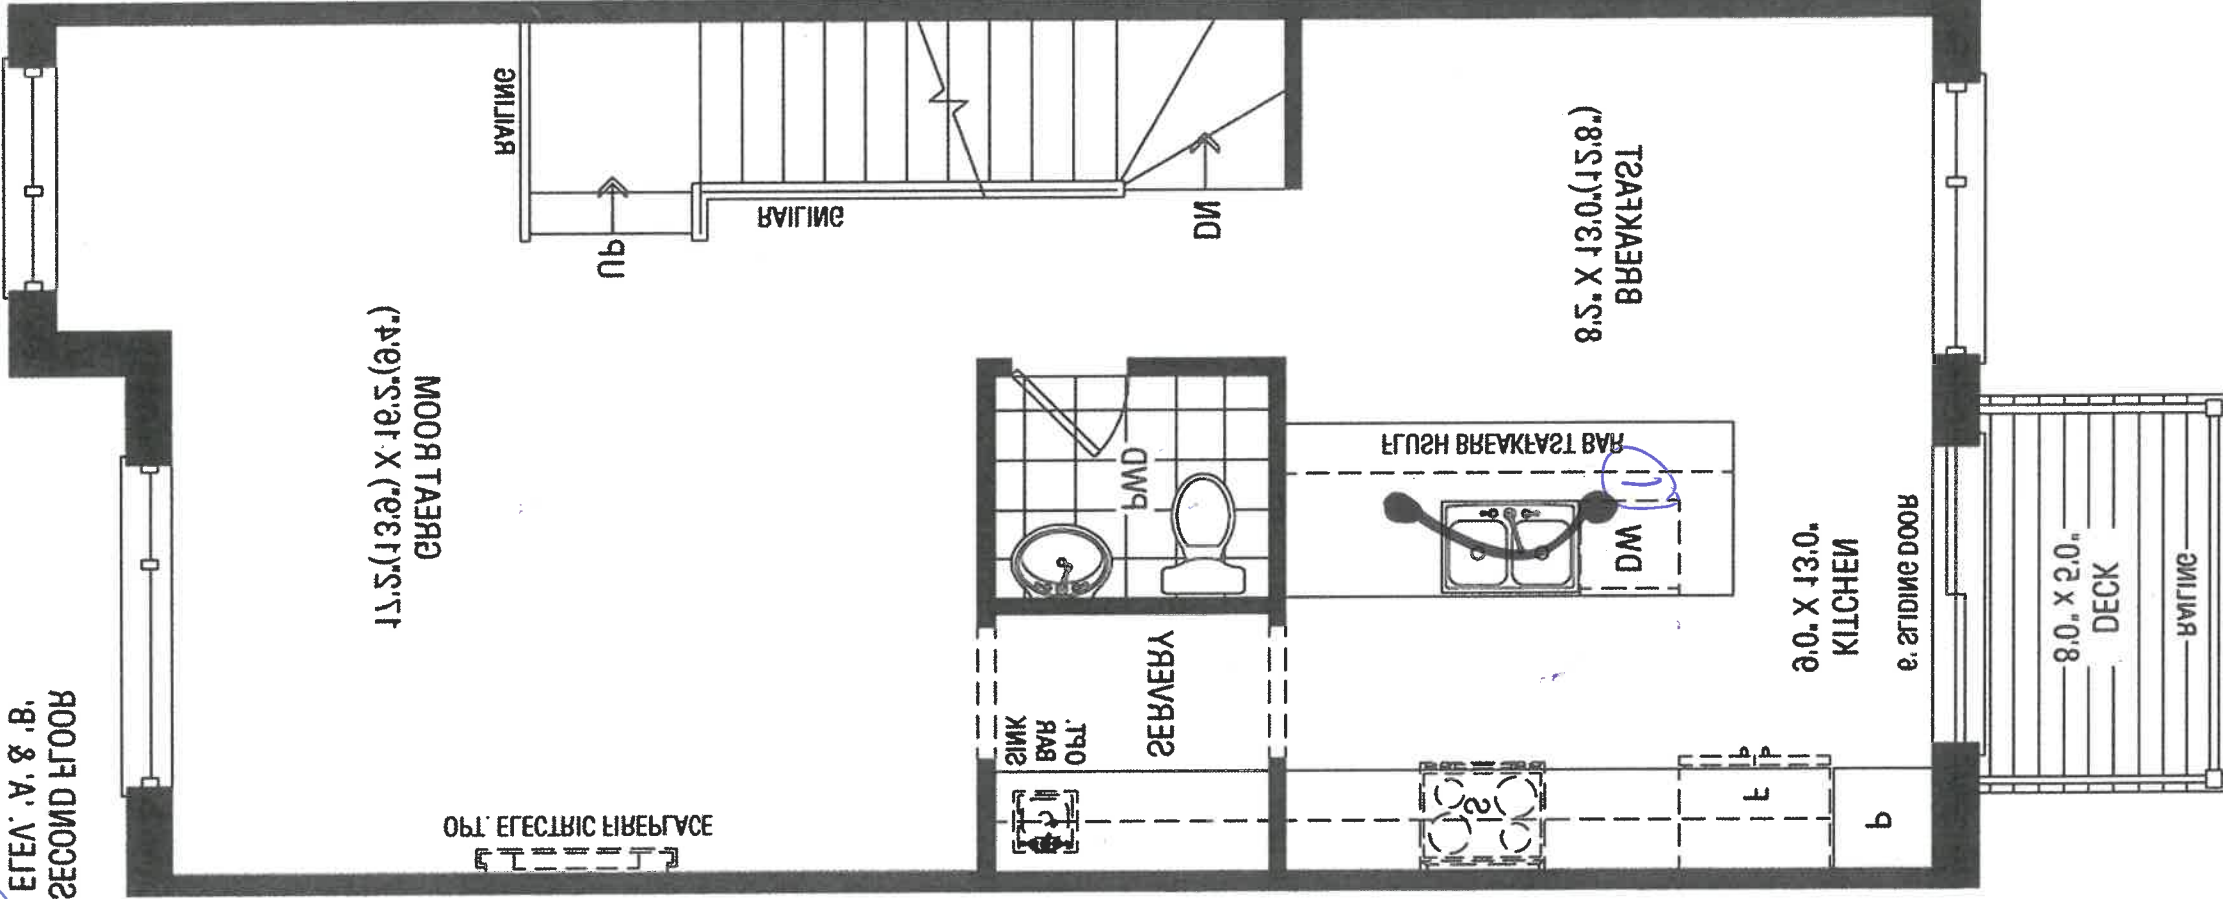 ELEV. 'A' & 'B'
SECOND FLOOR
GREAT ROOM
17'2"(13'9") X 16'2"(9'4")
OPT. ELECTRIC FIREPLACE
RAILING
UP
RAILING
DN
PWD
OPT.
BAR
SINK
SERVERY
BREAKFAST
8'2" X 13'0"(12'8")
FLUSH BREAKFAST BAR
DW
KITCHEN
9'0" X 13'0"
6' SLIDING DOOR
S
F
P
DECK
8'0" X 5'0"
RAILING